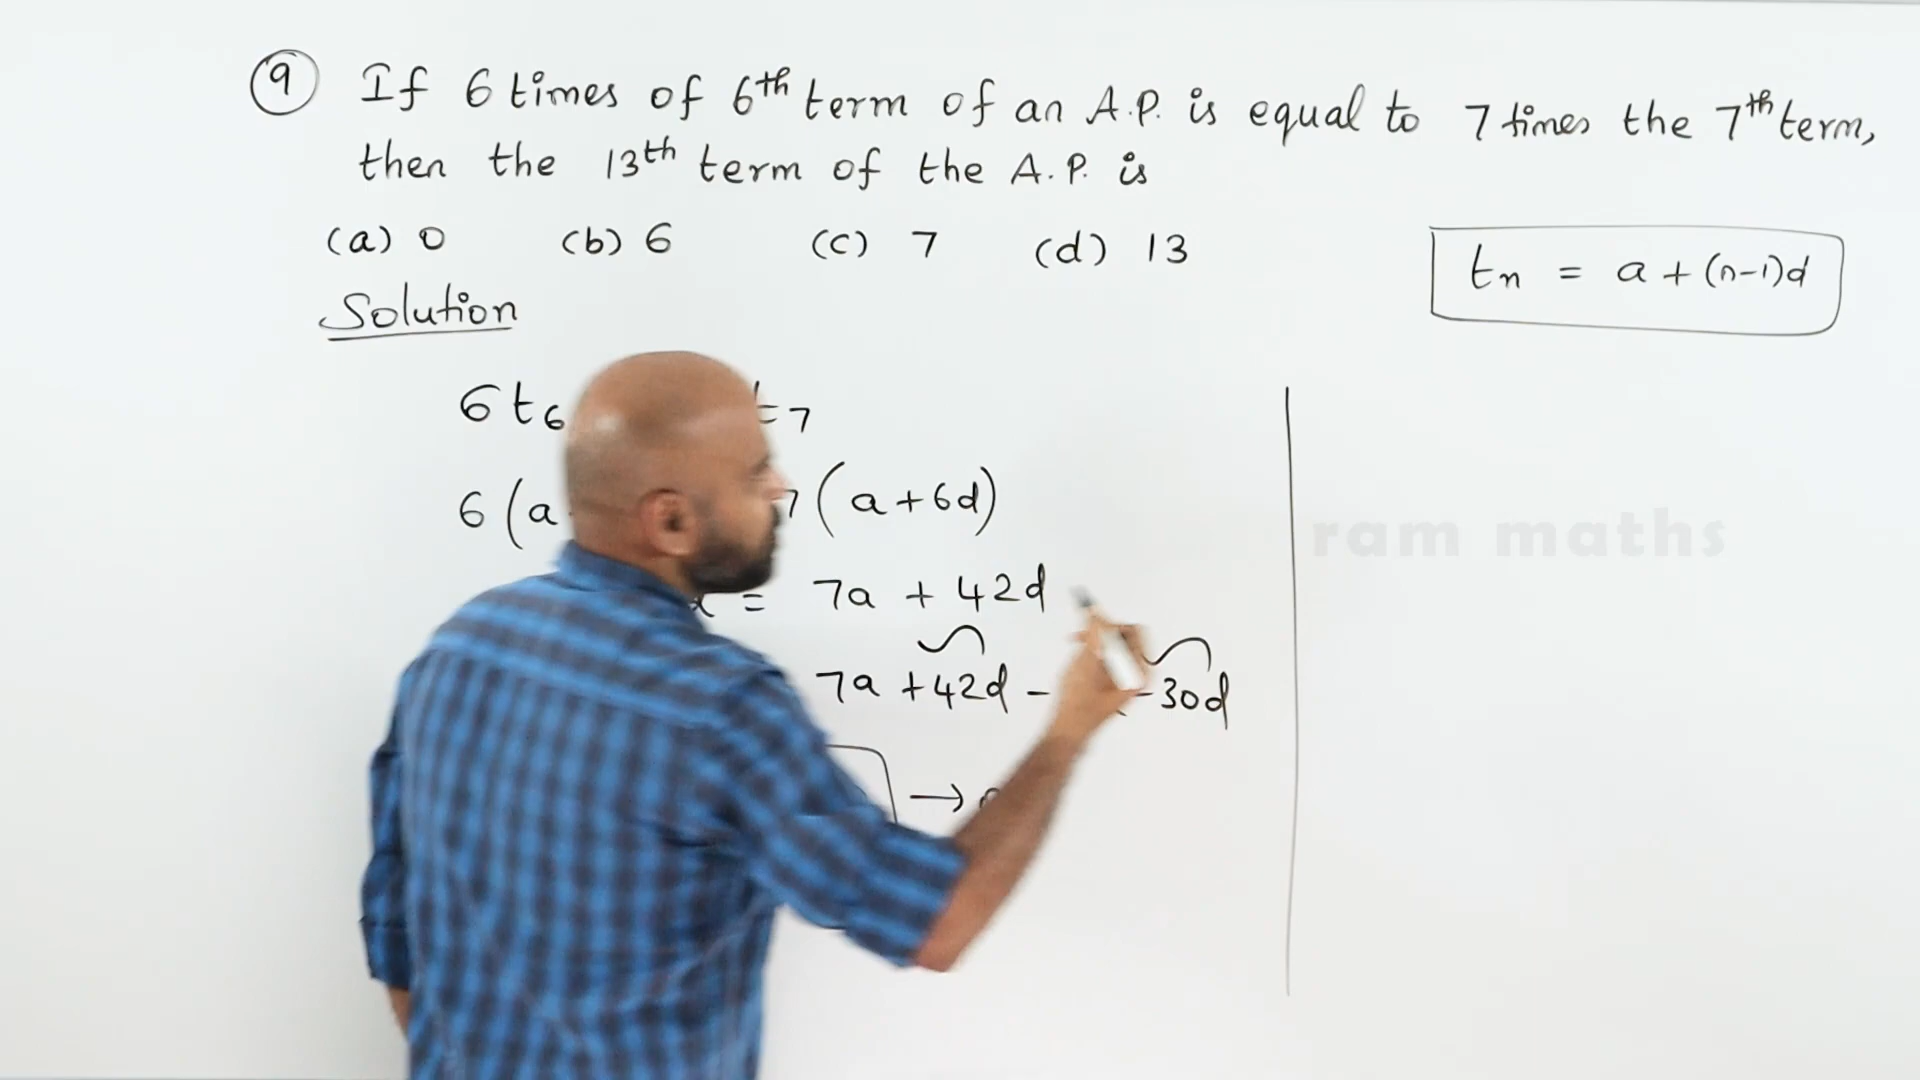 ⑨ If 6 times of 6th term of an A.P. is equal to 7 times the 7th term,
then the 13th term of the A.P. is
(a) 0 (b) 6 (c) 7 (d) 13
tn = a + (n-1)d
Solution
6t6 t7
6(a 7(a+6d)
= 7a + 42d
7a + 42d - - 30d
→
ram maths